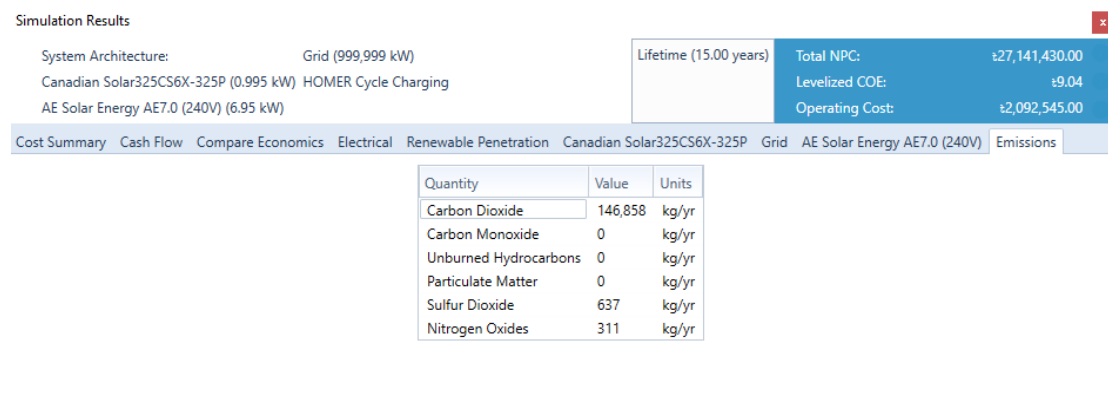 Simulation Results
x
System Architecture: Grid (999,999 kW)
Canadian Solar325CS6X-325P (0.995 kW) HOMER Cycle Charging
AE Solar Energy AE7.0 (240V) (6.95 kW)
Lifetime (15.00 years)
Total NPC: ৳27,141,430.00
Levelized COE: ৳9.04
Operating Cost: ৳2,092,545.00
Cost Summary Cash Flow Compare Economics Electrical Renewable Penetration Canadian Solar325CS6X-325P Grid AE Solar Energy AE7.0 (240V) Emissions
Quantity Value Units
Carbon Dioxide 146,858 kg/yr
Carbon Monoxide 0 kg/yr
Unburned Hydrocarbons 0 kg/yr
Particulate Matter 0 kg/yr
Sulfur Dioxide 637 kg/yr
Nitrogen Oxides 311 kg/yr